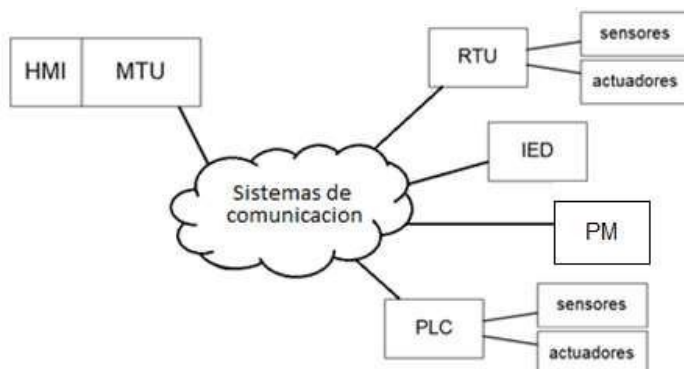 HMI MTU
RTU
sensores
actuadores
IED
Sistemas de
comunicacion
PM
PLC
sensores
actuadores